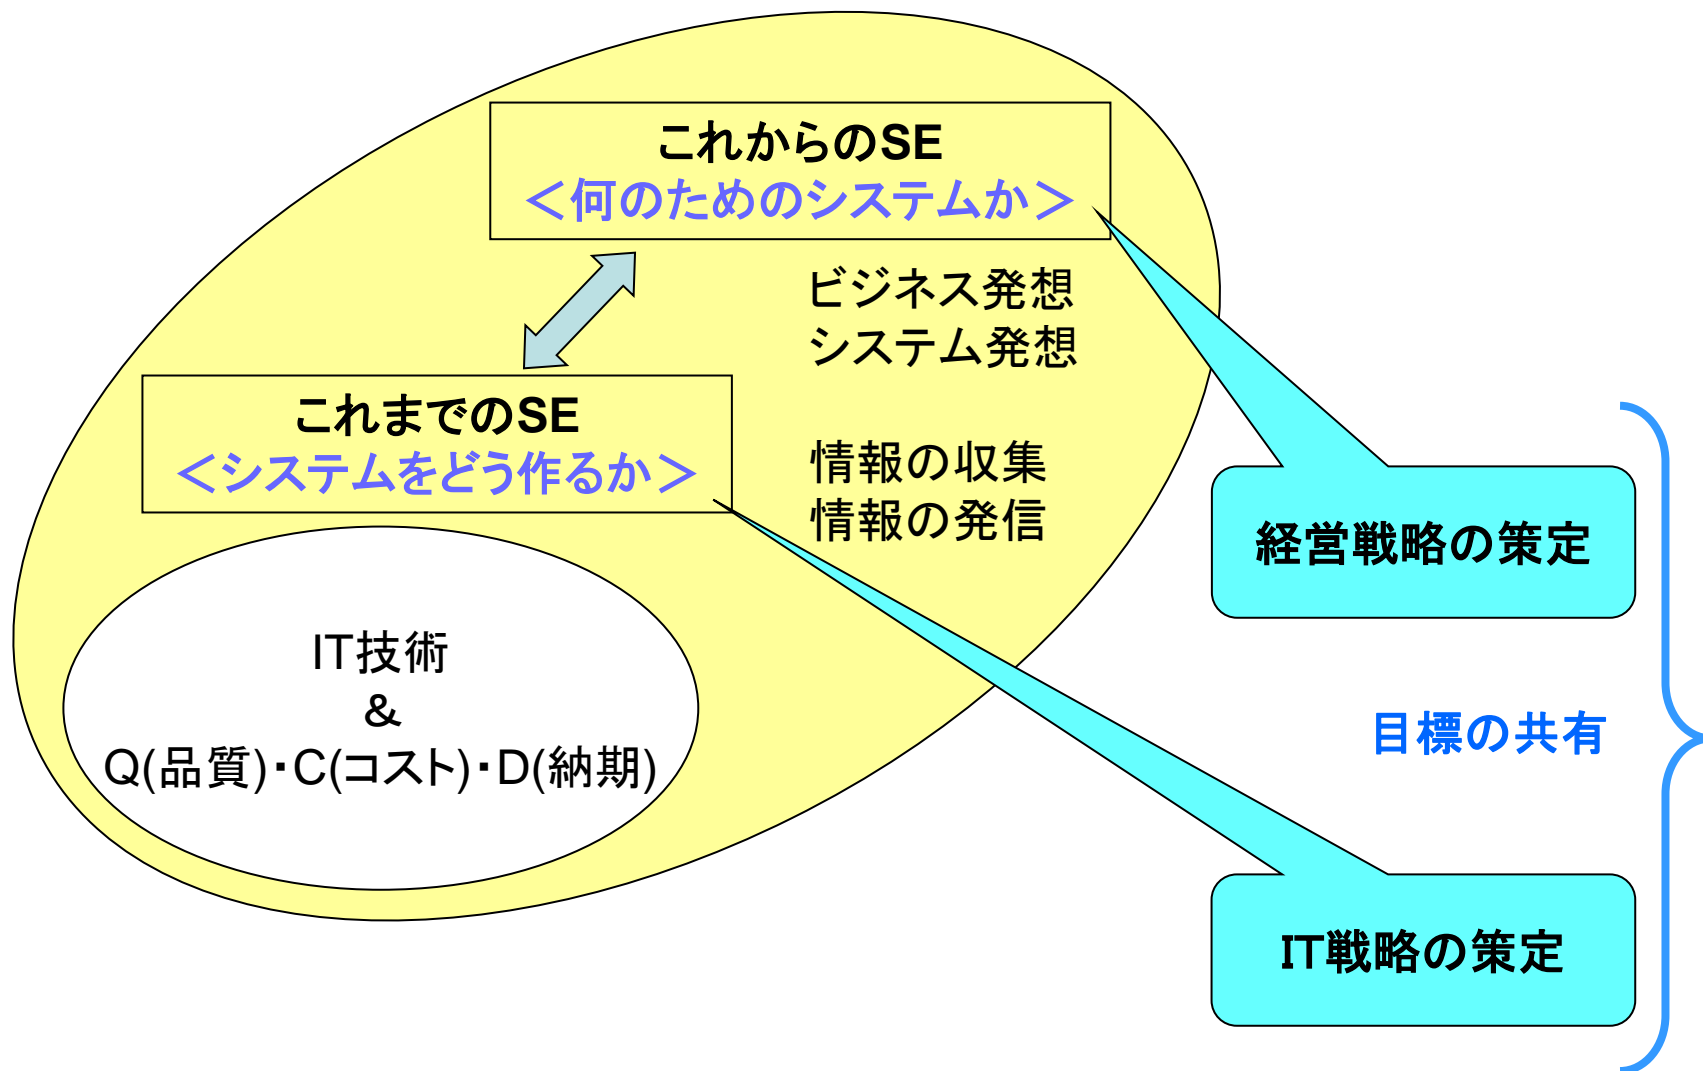 これからのSE
＜何のためのシステムか＞
ビジネス発想
システム発想
これまでのSE
＜システムをどう作るか＞
情報の収集
情報の発信
経営戦略の策定
IT技術
&
Q(品質)・C(コスト)・D(納期)
目標の共有
IT戦略の策定